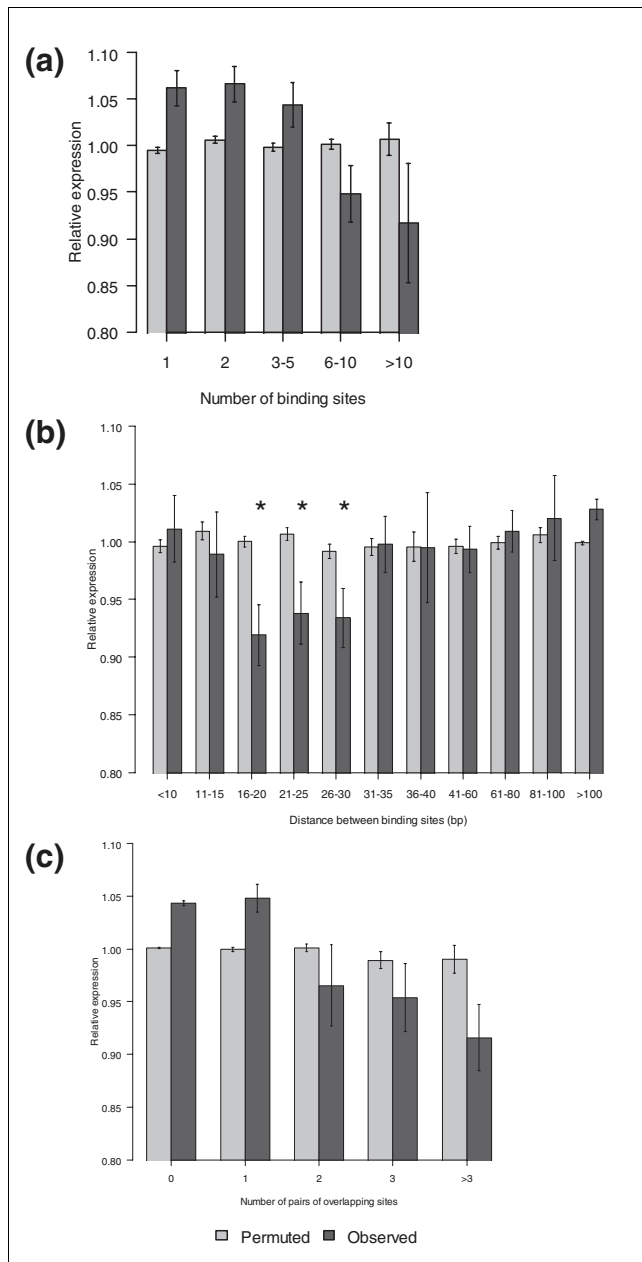 (a)
1.10
1.05
1.00
0.95
0.90
0.85
0.80
Relative expression
1 2 3-5 6-10 >10
Number of binding sites
(b)
1.10
1.05
1.00
0.95
0.90
0.85
0.80
Relative expression
* * *
<10 11-15 16-20 21-25 26-30 31-35 36-40 41-60 61-80 81-100 >100
Distance between binding sites (bp)
(c)
1.10
1.05
1.00
0.95
0.90
0.85
0.80
Relative expression
0 1 2 3 >3
Number of pairs of overlapping sites
Permuted Observed